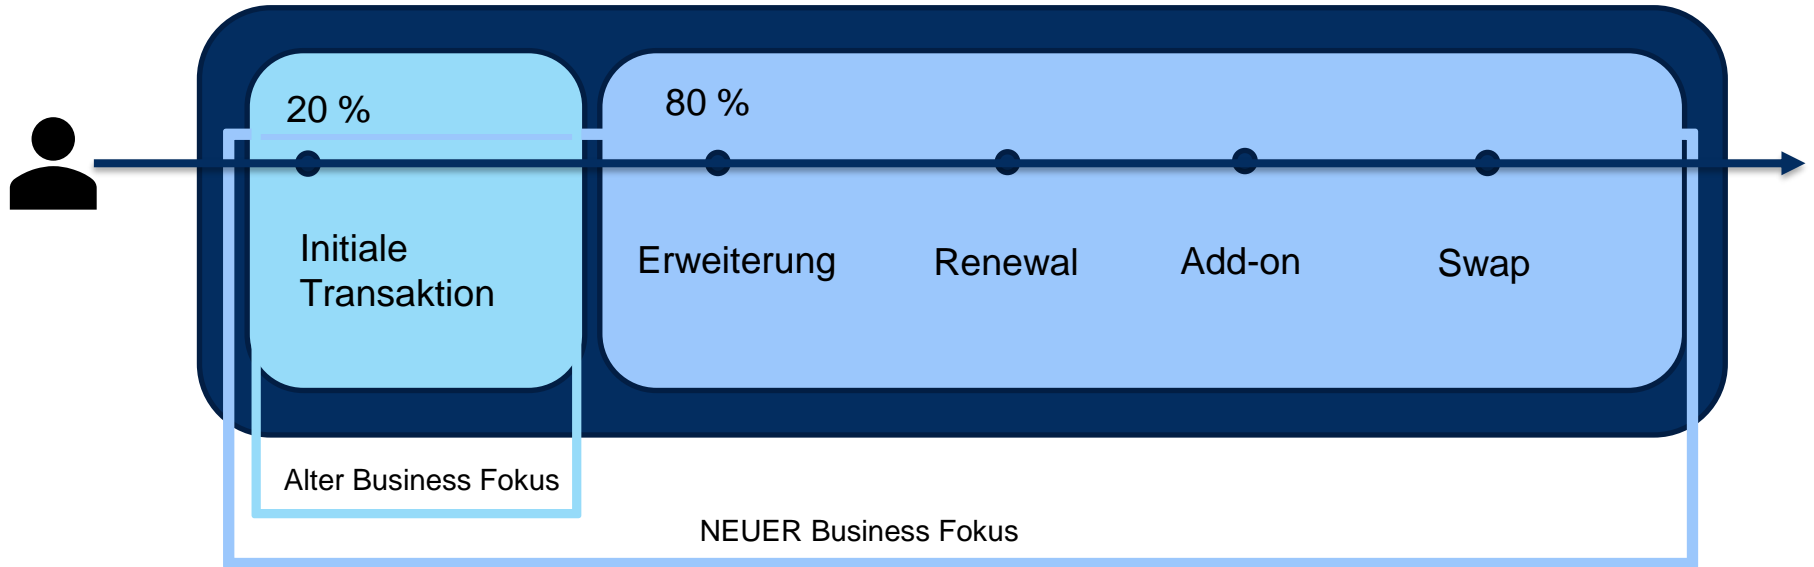 20 %
80 %
Initiale
Transaktion
Erweiterung
Renewal
Add-on
Swap
Alter Business Fokus
NEUER Business Fokus